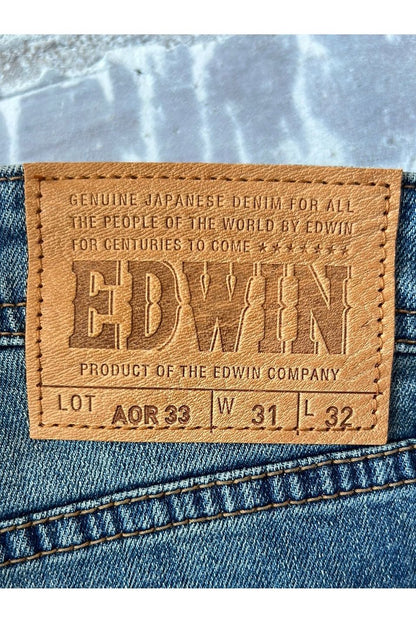 GENUINE JAPANESE DENIM FOR ALL
THE PEOPLE OF THE WORLD BY EDWIN
FOR CENTURIES TO COME ★★★★★★★
EDWIN
PRODUCT OF THE EDWIN COMPANY
LOT AOR 33 W 31 L 32